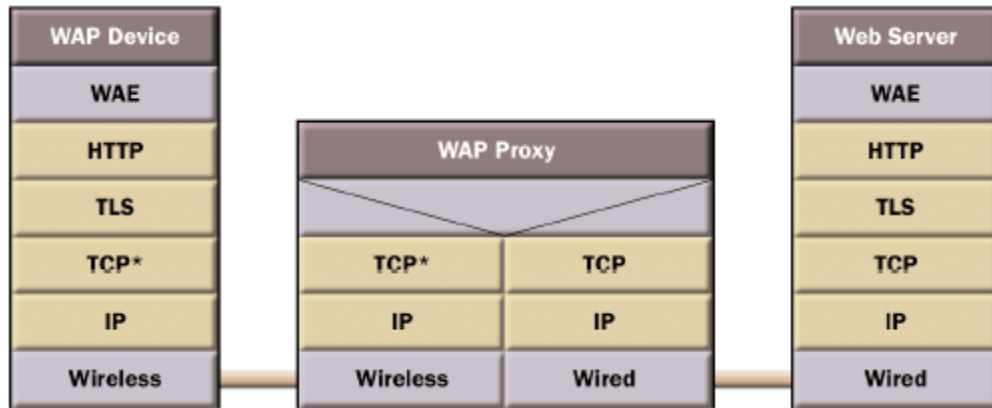 WAP Device
WAE
HTTP
TLS
TCP*
IP
Wireless
WAP Proxy
TCP* TCP
IP IP
Wireless Wired
Web Server
WAE
HTTP
TLS
TCP
IP
Wired